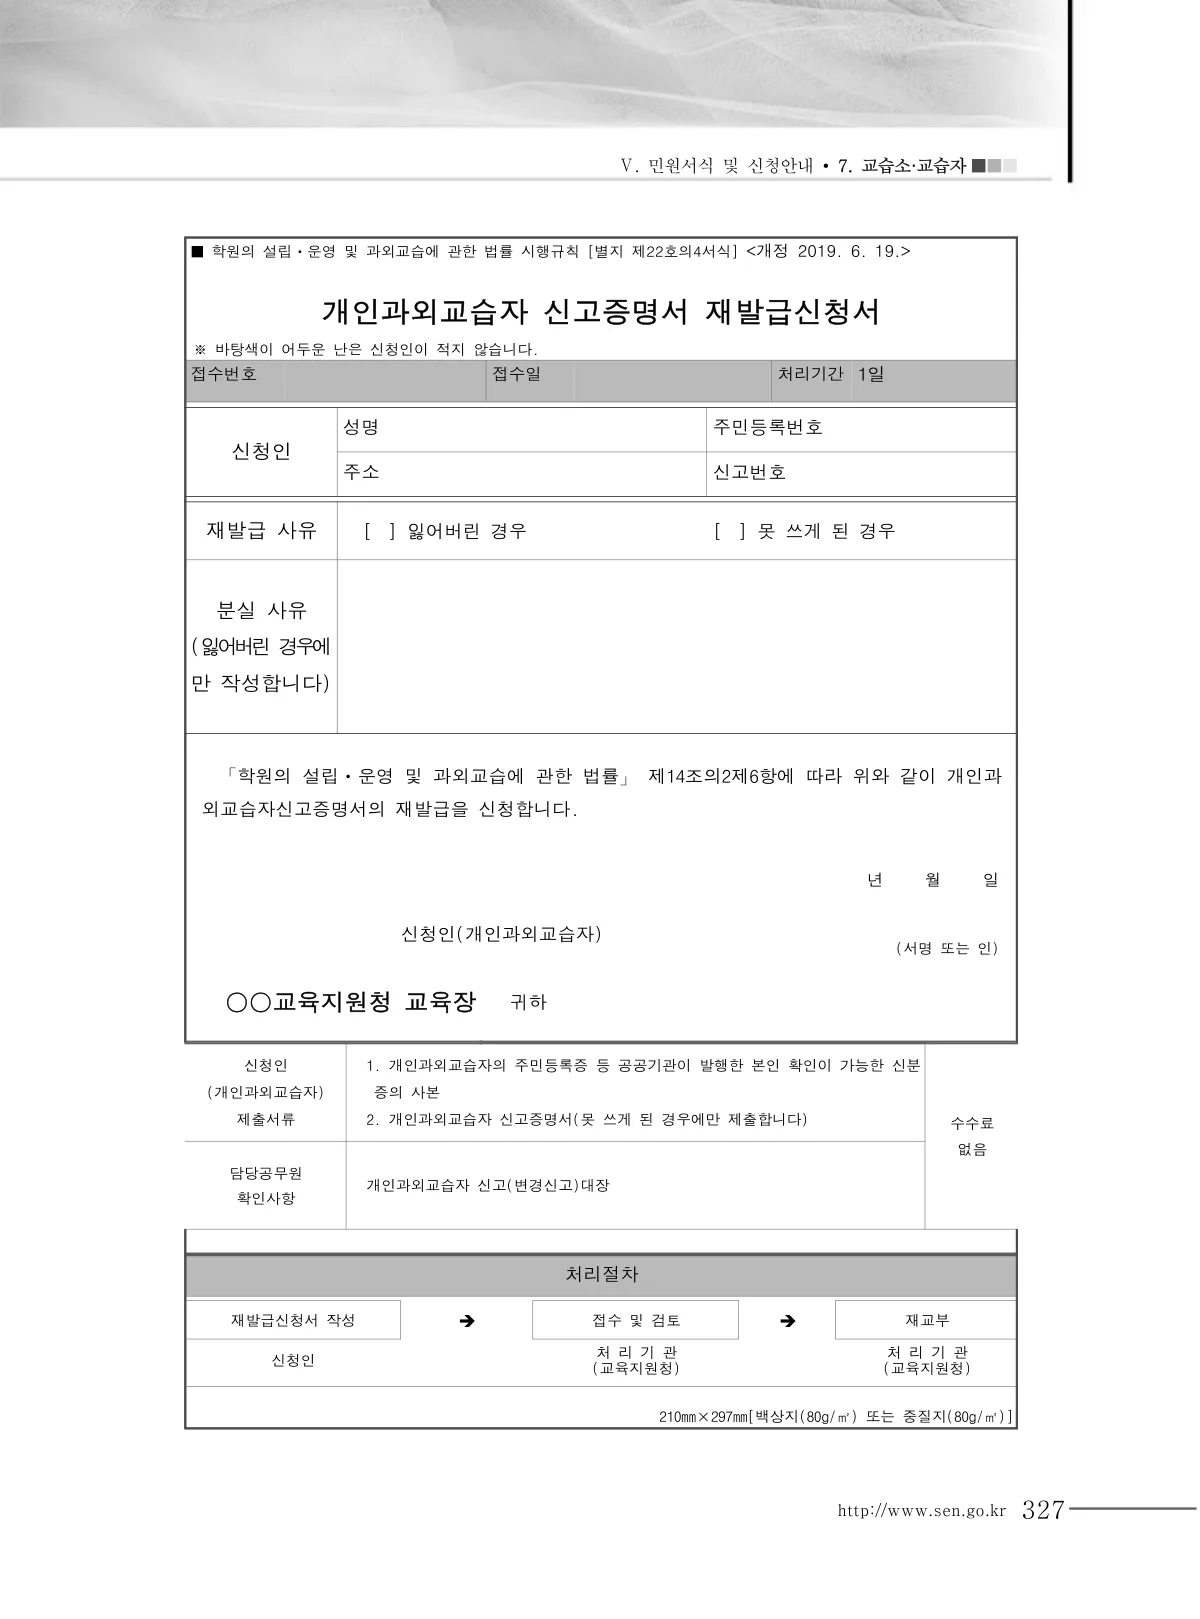 Ⅴ. 민원서식 및 신청안내 • 7. 교습소·교습자
■ 학원의 설립ㆍ운영 및 과외교습에 관한 법률 시행규칙 [별지 제22호의4서식] <개정 2019. 6. 19.>
개인과외교습자 신고증명서 재발급신청서
※ 바탕색이 어두운 난은 신청인이 적지 않습니다.
접수번호 접수일 처리기간 1일
신청인
성명 주민등록번호
주소 신고번호
재발급 사유 [ ] 잃어버린 경우 [ ] 못 쓰게 된 경우
분실 사유
(잃어버린 경우에
만 작성합니다)
「학원의 설립ㆍ운영 및 과외교습에 관한 법률」 제14조의2제6항에 따라 위와 같이 개인과
외교습자신고증명서의 재발급을 신청합니다.
년 월 일
신청인(개인과외교습자)
(서명 또는 인)
○○교육지원청 교육장 귀하
신청인
(개인과외교습자)
제출서류
1. 개인과외교습자의 주민등록증 등 공공기관이 발행한 본인 확인이 가능한 신분
증의 사본
2. 개인과외교습자 신고증명서(못 쓰게 된 경우에만 제출합니다)
수수료
없음
담당공무원
확인사항
개인과외교습자 신고(변경신고)대장
처리절차
재발급신청서 작성 ➔ 접수 및 검토 ➔ 재교부
신청인
처 리 기 관
(교육지원청)
처 리 기 관
(교육지원청)
210㎜×297㎜[백상지(80g/㎡) 또는 중질지(80g/㎡)]
http://www.sen.go.kr 327